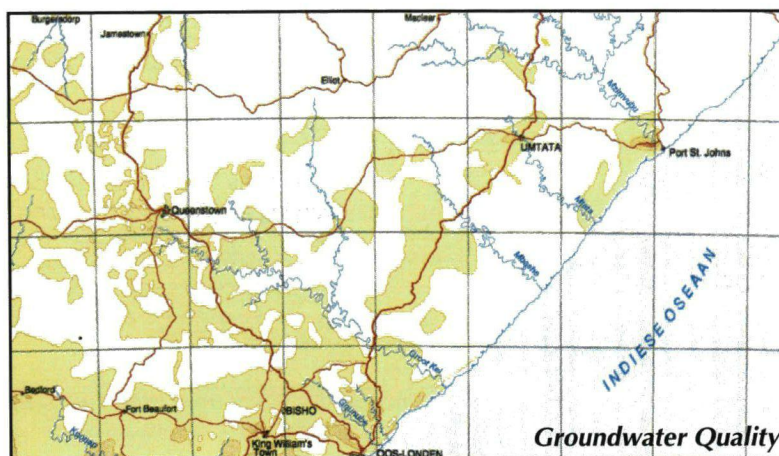 Burgersdorp
Jamestown
Maclear
Elliot
Mzimvubu
UMTATA
Port St. Johns
Queenstown
Mbashe
INDIESE OSEAAN
Groot Kei
Bedford
Fort Beaufort
BISHO
King William's
Town
OOS-LONDEN
Groundwater Quality